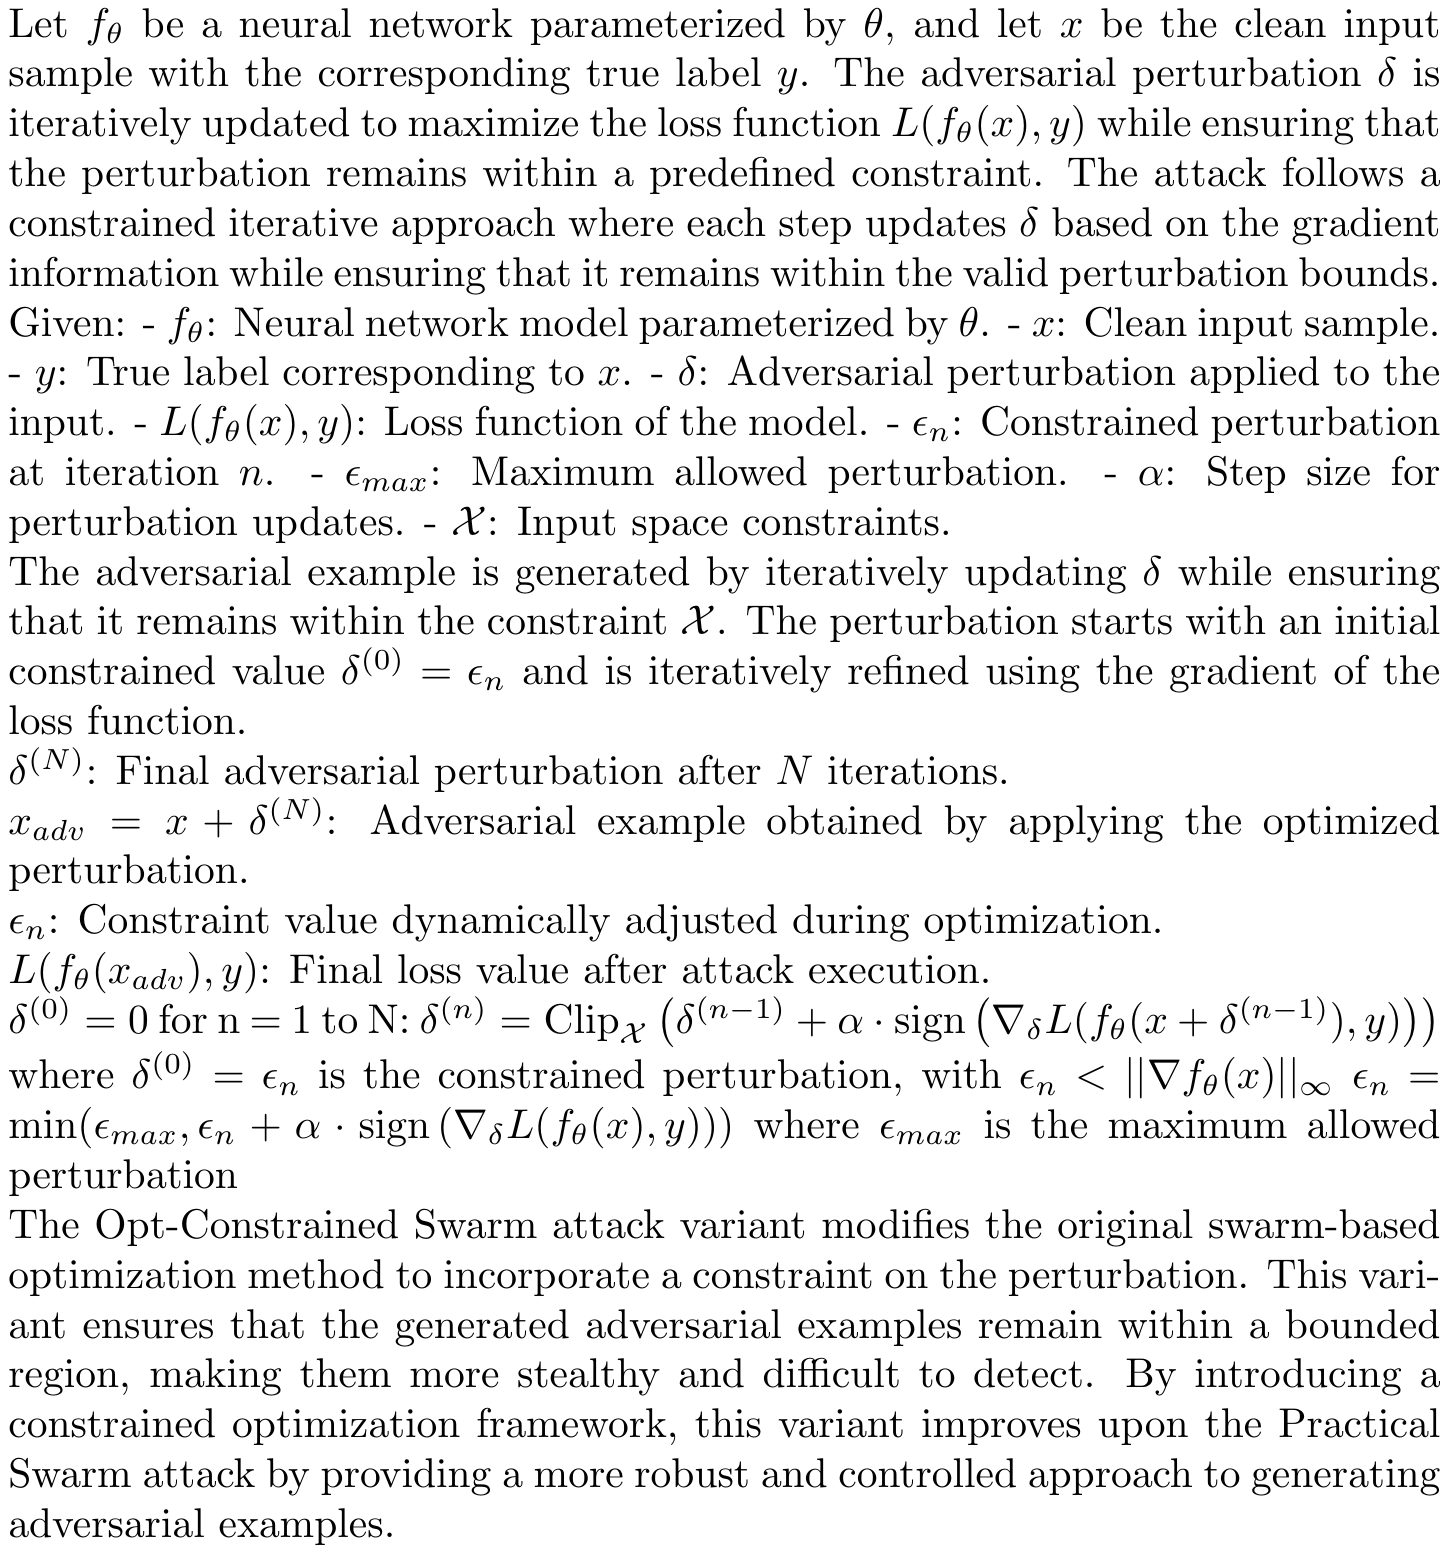 Let $f_\theta$ be a neural network parameterized by $\theta$, and let $x$ be the clean input
sample with the corresponding true label $y$. The adversarial perturbation $\delta$ is
iteratively updated to maximize the loss function $L(f_\theta(x), y)$ while ensuring that
the perturbation remains within a predefined constraint. The attack follows a
constrained iterative approach where each step updates $\delta$ based on the gradient
information while ensuring that it remains within the valid perturbation bounds.
Given: - $f_\theta$: Neural network model parameterized by $\theta$. - $x$: Clean input sample.
- $y$: True label corresponding to $x$. - $\delta$: Adversarial perturbation applied to the
input. - $L(f_\theta(x), y)$: Loss function of the model. - $\epsilon_n$: Constrained perturbation
at iteration $n$. - $\epsilon_{max}$: Maximum allowed perturbation. - $\alpha$: Step size for
perturbation updates. - $\mathcal{X}$: Input space constraints.
The adversarial example is generated by iteratively updating $\delta$ while ensuring
that it remains within the constraint $\mathcal{X}$. The perturbation starts with an initial
constrained value $\delta^{(0)} = \epsilon_n$ and is iteratively refined using the gradient of the
loss function.
$\delta^{(N)}$: Final adversarial perturbation after $N$ iterations.
$x_{adv} = x + \delta^{(N)}$: Adversarial example obtained by applying the optimized
perturbation.
$\epsilon_n$: Constraint value dynamically adjusted during optimization.
$L(f_\theta(x_{adv}), y)$: Final loss value after attack execution.
$\delta^{(0)} = 0$ for n = 1 to N: $\delta^{(n)} = \text{Clip}_{\mathcal{X}} \left( \delta^{(n-1)} + \alpha \cdot \text{sign} \left( \nabla_\delta L(f_\theta(x + \delta^{(n-1)}), y) \right) \right)$
where $\delta^{(0)} = \epsilon_n$ is the constrained perturbation, with $\epsilon_n < ||\nabla f_\theta(x)||_\infty$ $\epsilon_n =$
$\min(\epsilon_{max}, \epsilon_n + \alpha \cdot \text{sign} \left( \nabla_\delta L(f_\theta(x), y) \right))$ where $\epsilon_{max}$ is the maximum allowed
perturbation
The Opt-Constrained Swarm attack variant modifies the original swarm-based
optimization method to incorporate a constraint on the perturbation. This vari-
ant ensures that the generated adversarial examples remain within a bounded
region, making them more stealthy and difficult to detect. By introducing a
constrained optimization framework, this variant improves upon the Practical
Swarm attack by providing a more robust and controlled approach to generating
adversarial examples.